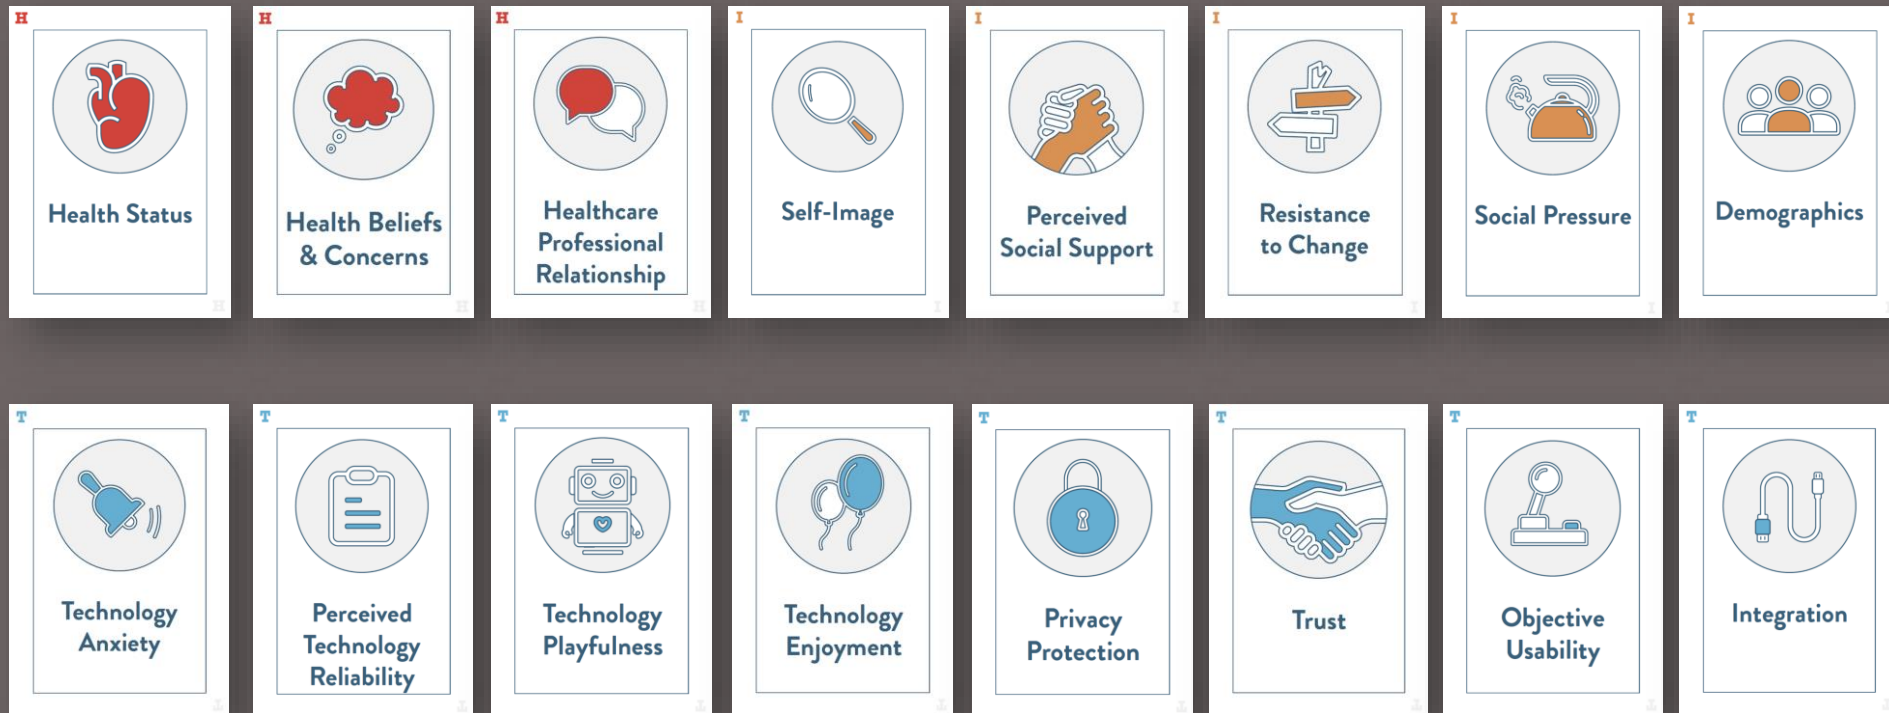 H
Health Status
H
H
Health Beliefs
& Concerns
H
H
Healthcare
Professional
Relationship
H
I
Self-Image
I
I
Perceived
Social Support
I
I
Resistance
to Change
I
I
Social Pressure
I
I
Demographics
I
T
Technology
Anxiety
T
T
Perceived
Technology
Reliability
T
T
Technology
Playfulness
T
T
Technology
Enjoyment
T
T
Privacy
Protection
T
T
Trust
T
T
Objective
Usability
T
T
Integration
T